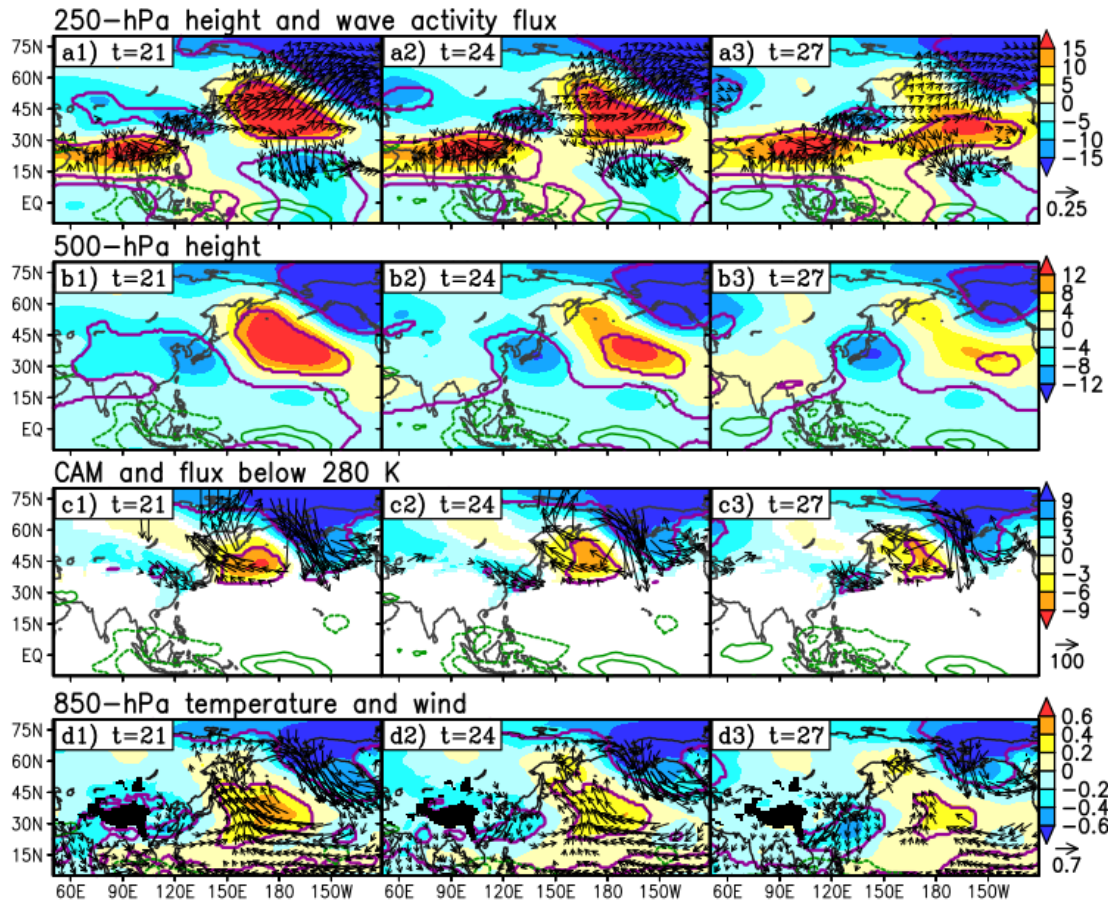 250-hPa height and wave activity flux
75N a1) t=21 a2) t=24 a3) t=27 15
60N 10
45N 5
30N 0
15N -5
EQ -10
-15
0.25
500-hPa height
75N b1) t=21 b2) t=24 b3) t=27 12
60N 8
45N 4
30N 0
15N -4
EQ -8
-12
CAM and flux below 280 K
75N c1) t=21 c2) t=24 c3) t=27 9
60N 6
45N 3
30N 0
15N -3
EQ -6
-9
100
850-hPa temperature and wind
75N d1) t=21 d2) t=24 d3) t=27 0.6
60N 0.4
45N 0.2
30N 0
15N -0.2
-0.4
-0.6
0.7
60E 90E 120E 150E 180 150W 60E 90E 120E 150E 180 150W 60E 90E 120E 150E 180 150W